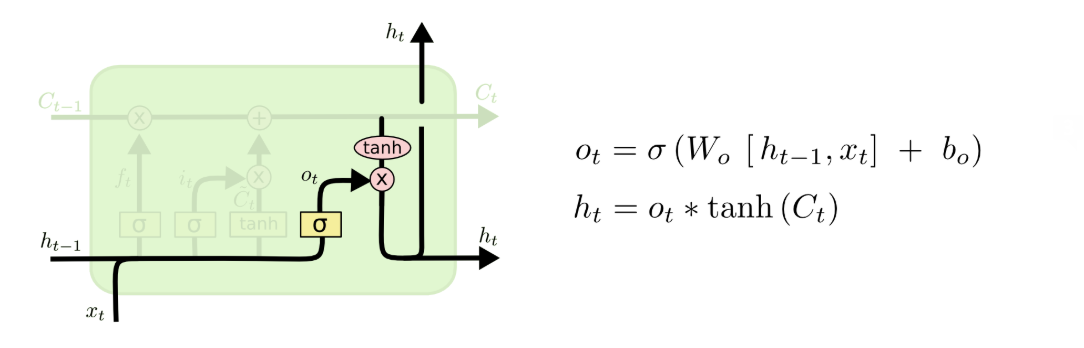 h_t
C_{t-1}
C_t
x
+
tanh
f_t
i_t
x
o_t
x
C̃_t
σ
σ
tanh
σ
h_{t-1}
h_t
x_t
o_t = σ (W_o [h_{t-1}, x_t] + b_o)
h_t = o_t * tanh (C_t)